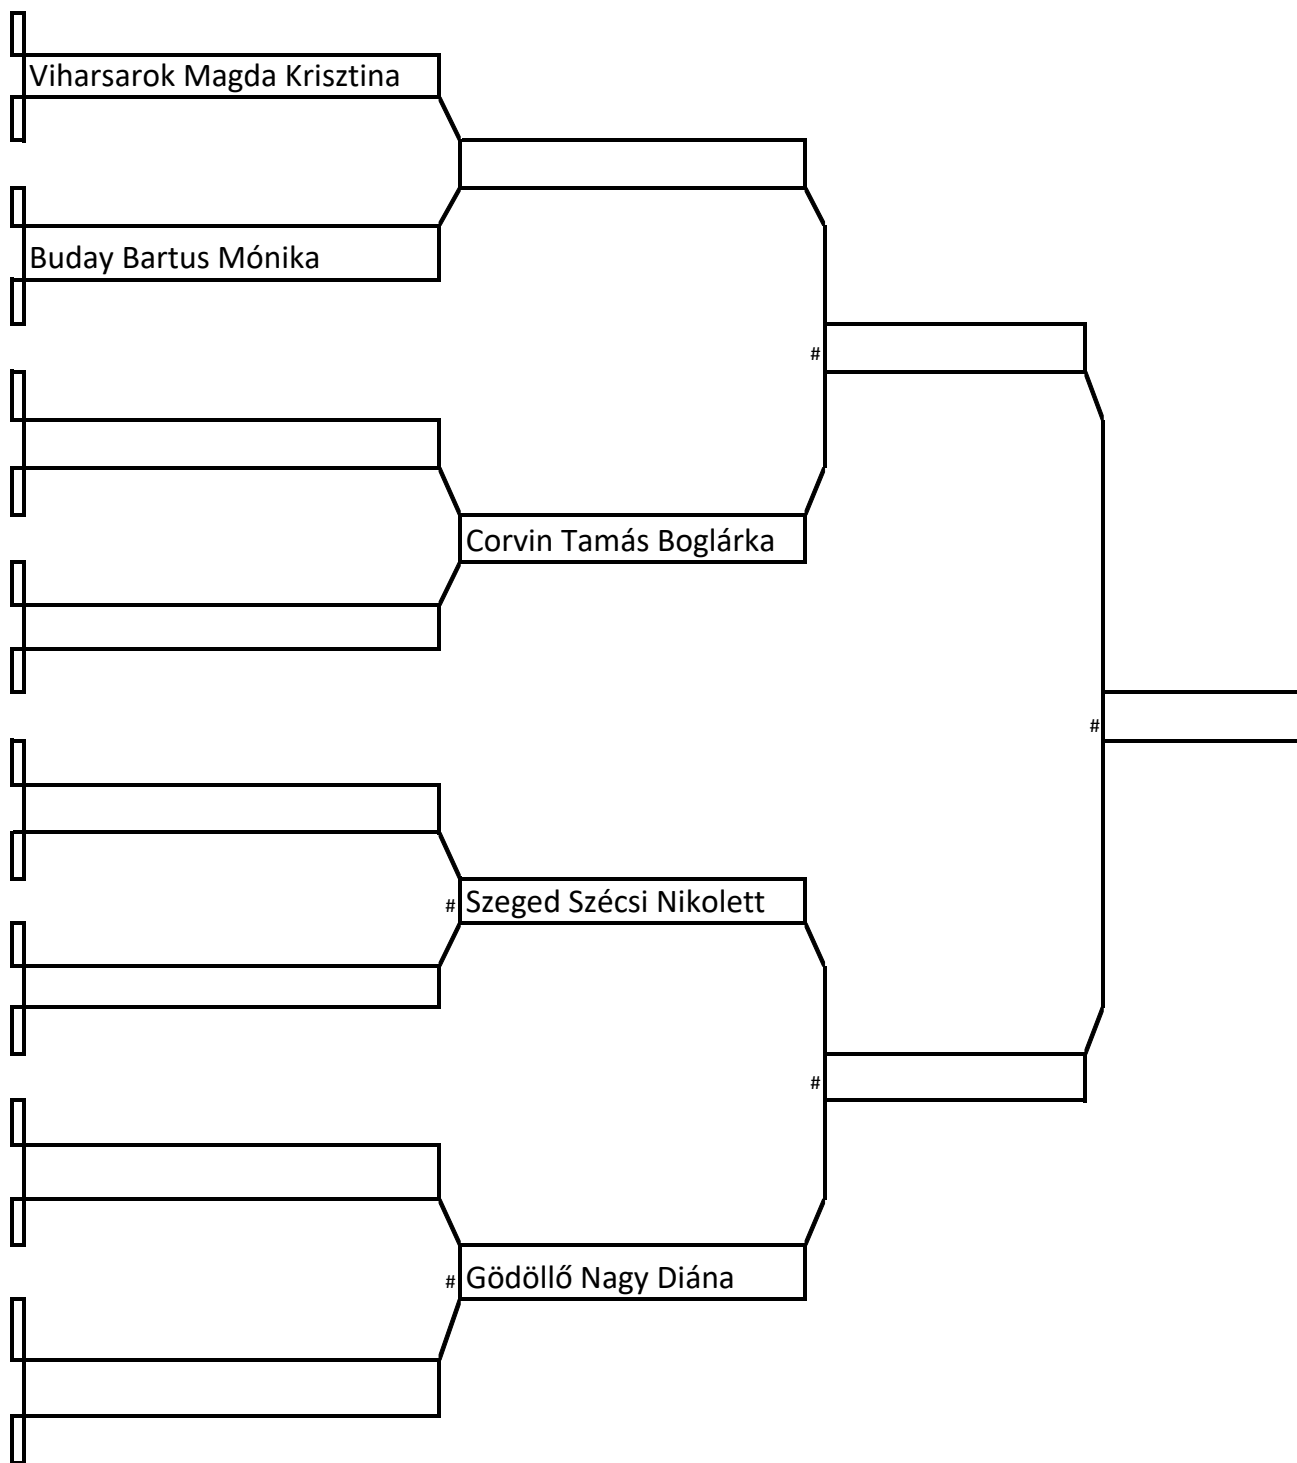 Viharsarok Magda Krisztina
Buday Bartus Mónika
#
Corvin Tamás Boglárka
#
# Szeged Szécsi Nikolett
#
# Gödöllő Nagy Diána